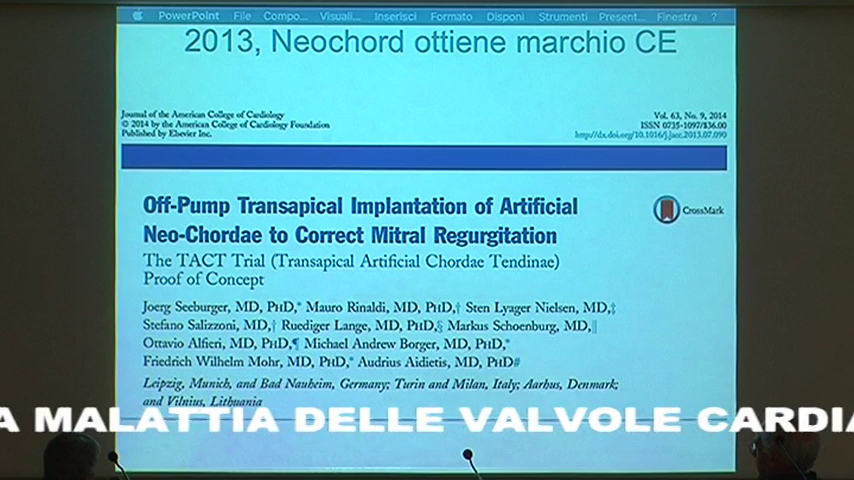 PowerPoint File Compo... Visuali... Inserisci Formato Disponi Strumenti Present... Finestra ?
2013, Neochord ottiene marchio CE
Journal of the American College of Cardiology
© 2014 by the American College of Cardiology Foundation
Published by Elsevier Inc.
Vol. 63, No. 9, 2014
ISSN 0735-1097/$36.00
http://dx.doi.org/10.1016/j.jacc.2013.07.090
Off-Pump Transapical Implantation of Artificial
Neo-Chordae to Correct Mitral Regurgitation
CrossMark
The TACT Trial (Transapical Artificial Chordae Tendinae)
Proof of Concept
Joerg Seeburger, MD, PHD,* Mauro Rinaldi, MD, PHD,† Sten Lyager Nielsen, MD,‡
Stefano Salizzoni, MD,† Ruediger Lange, MD, PHD,§ Markus Schoenburg, MD,||
Ottavio Alfieri, MD, PHD,¶ Michael Andrew Borger, MD, PHD,*
Friedrich Wilhelm Mohr, MD, PHD,* Audrius Aidietis, MD, PHD#
Leipzig, Munich, and Bad Nauheim, Germany; Turin and Milan, Italy; Aarhus, Denmark;
and Vilnius, Lithuania
A MALATTIA DELLE VALVOLE CARDIA